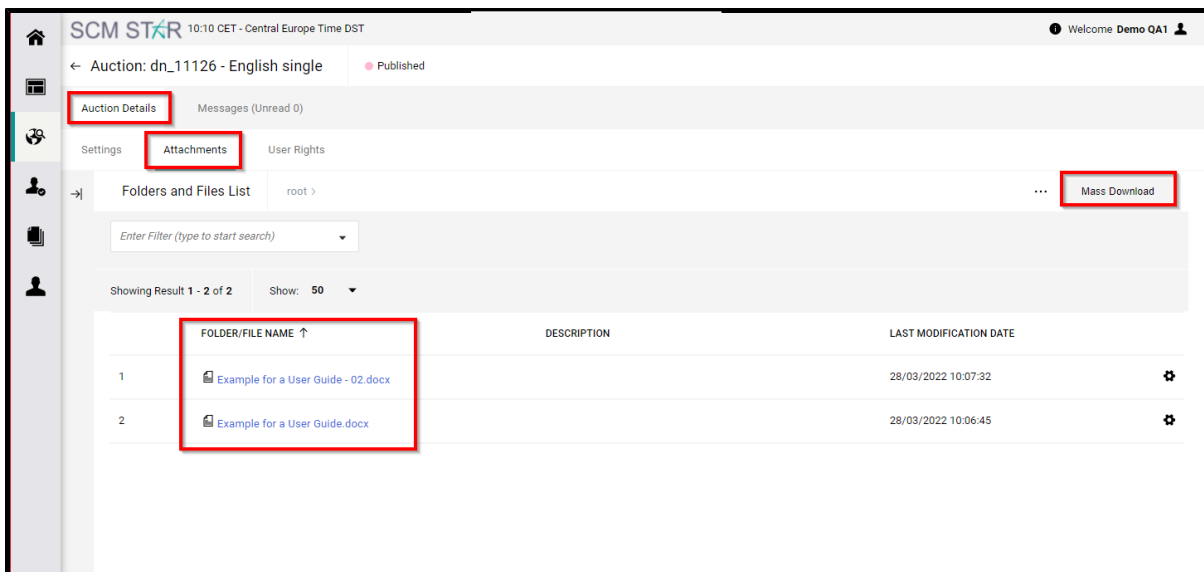 SCM STAR 10:10 CET - Central Europe Time DST Welcome Demo QA1
← Auction: dn_11126 - English single Published
Auction Details Messages (Unread 0)
Settings Attachments User Rights
Folders and Files List root > ... Mass Download
Enter Filter (type to start search)
Showing Result 1 - 2 of 2 Show: 50
FOLDER/FILE NAME ↑ DESCRIPTION LAST MODIFICATION DATE
1 Example for a User Guide - 02.docx 28/03/2022 10:07:32
2 Example for a User Guide.docx 28/03/2022 10:06:45